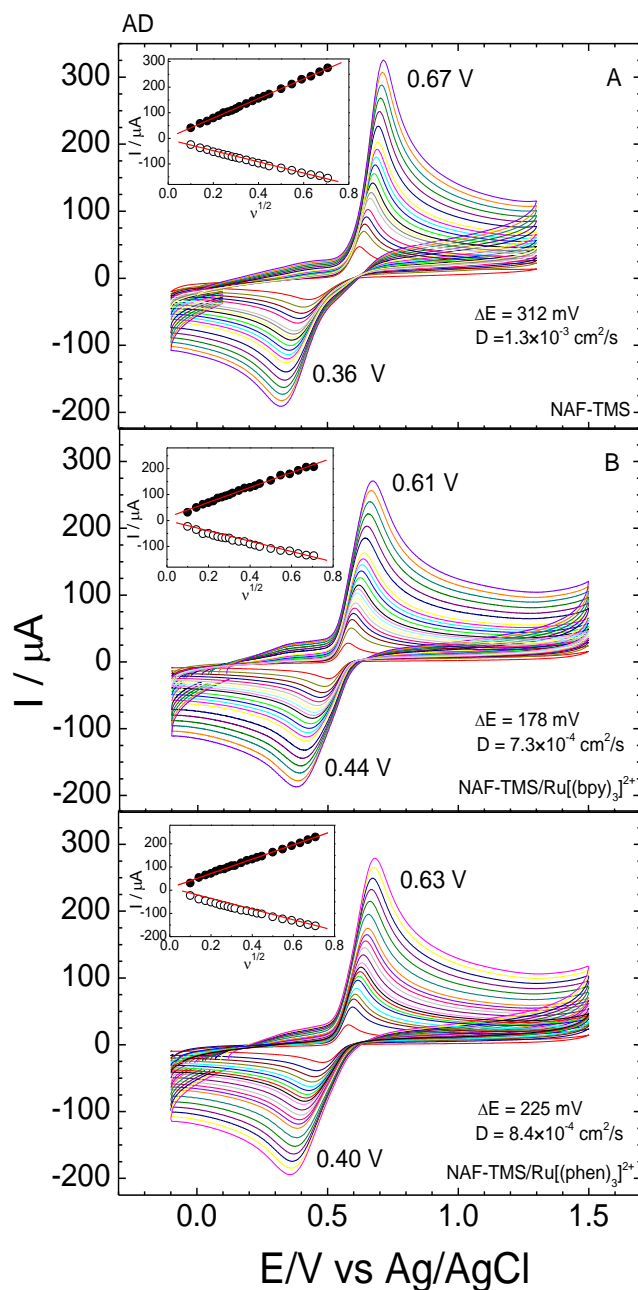 AD
A
I / µA
300
200
100
0
-100
0.0 0.2 0.4 0.6 0.8
ν1/2
300
200
100
0
-100
-200
0.67 V
0.36 V
ΔE = 312 mV
D =1.3×10-3 cm2/s
NAF-TMS
B
I / µA
200
100
0
-100
0.0 0.2 0.4 0.6 0.8
ν1/2
300
200
100
0
-100
-200
0.61 V
0.44 V
ΔE = 178 mV
D = 7.3×10-4 cm2/s
NAF-TMS/Ru[(bpy)3]2+
I / µA
I / µA
200
100
0
-100
-200
0.0 0.2 0.4 0.6 0.8
ν1/2
300
200
100
0
-100
-200
0.63 V
0.40 V
ΔE = 225 mV
D = 8.4×10-4 cm2/s
NAF-TMS/Ru[(phen)3]2+
0.0 0.5 1.0 1.5
E/V vs Ag/AgCl